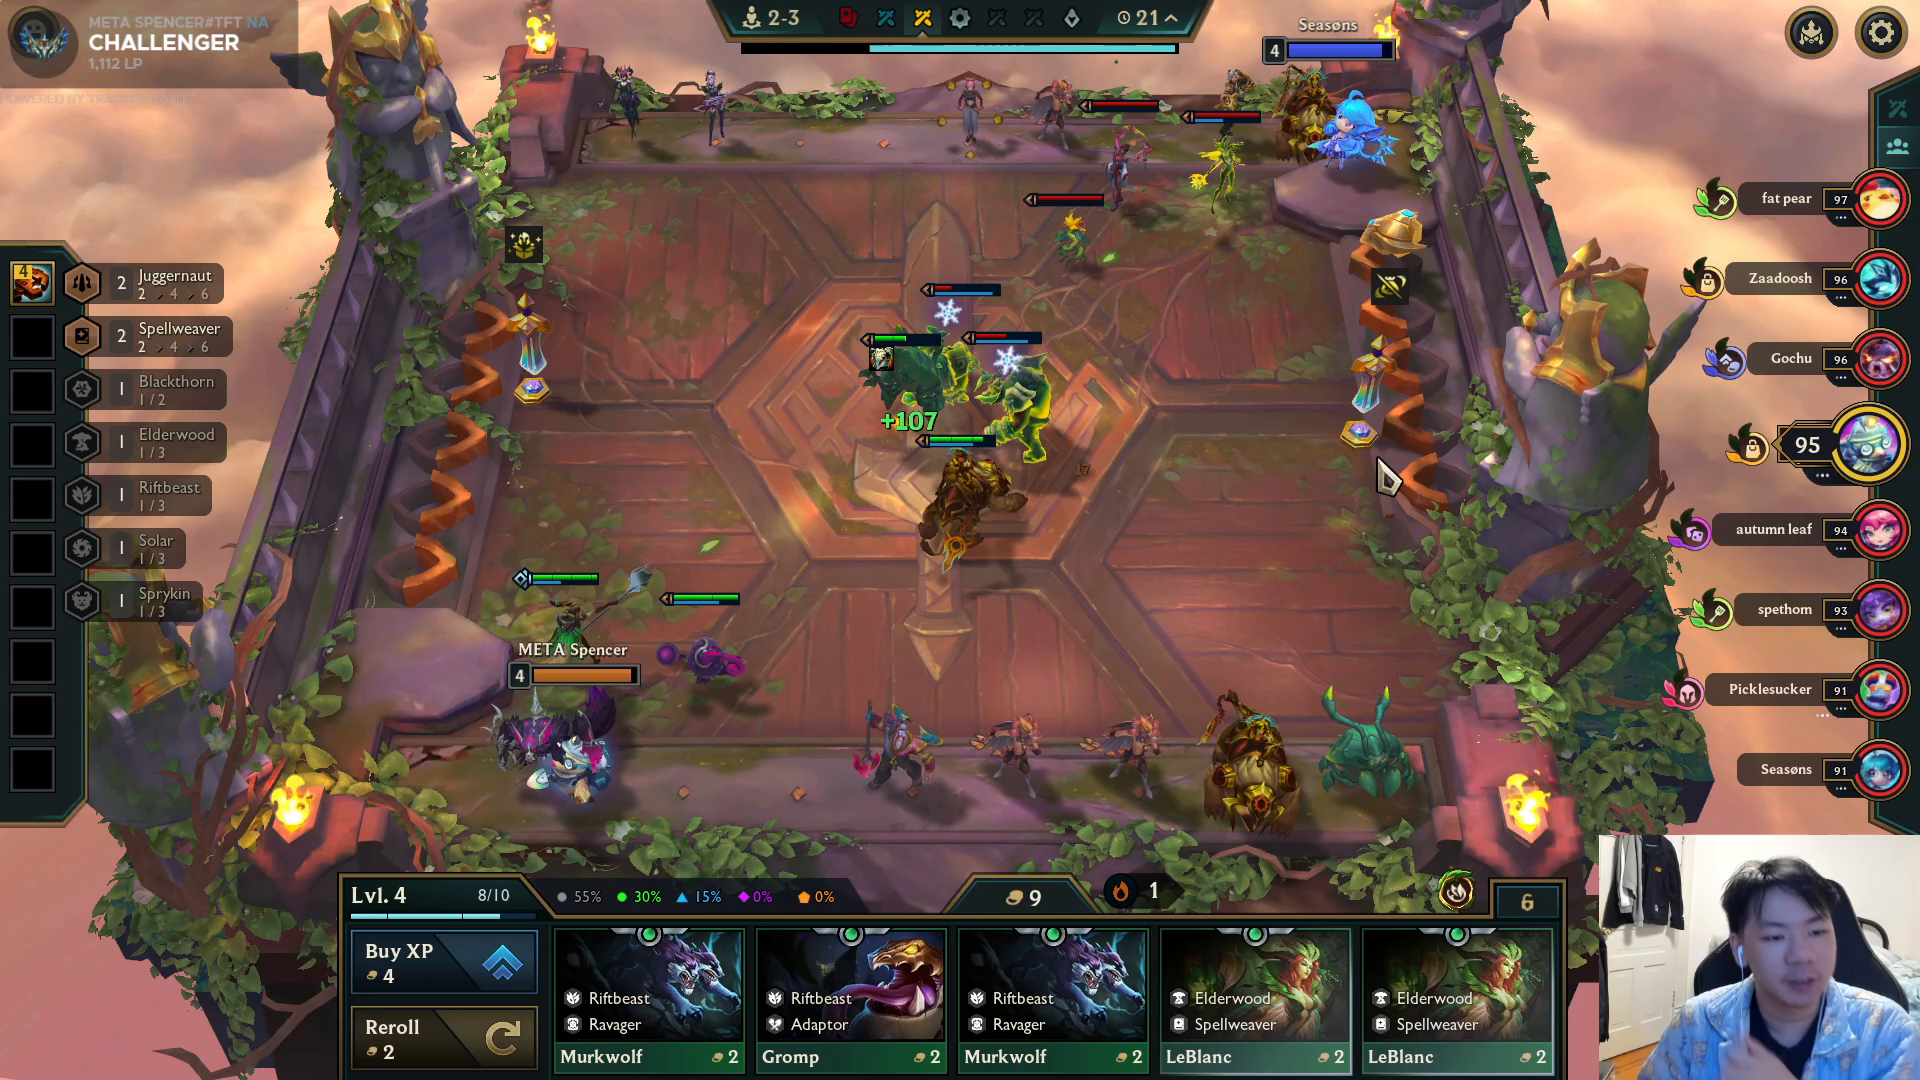 META SPENCER#TFT NA
CHALLENGER
1,112 LP
2-3
21
Seasøns
4
fat pear
97
Zaadoosh
96
Gochu
96
95
autumn leaf
94
spethom
93
Picklesucker
91
Seasøns
91
4
2
Juggernaut
2 > 4 > 6
2
Spellweaver
2 > 4 > 6
1
Blackthorn
1 / 2
1
Elderwood
1 / 3
1
Riftbeast
1 / 3
1
Solar
1 / 3
1
Sprykin
1 / 3
+107
17
META Spencer
4
Lvl. 4
8/10
55%
30%
15%
0%
0%
9
1
6
Buy XP
4
Reroll
2
Riftbeast
Ravager
Murkwolf
2
Riftbeast
Adaptor
Gromp
2
Riftbeast
Ravager
Murkwolf
2
Elderwood
Spellweaver
LeBlanc
2
Elderwood
Spellweaver
LeBlanc
2